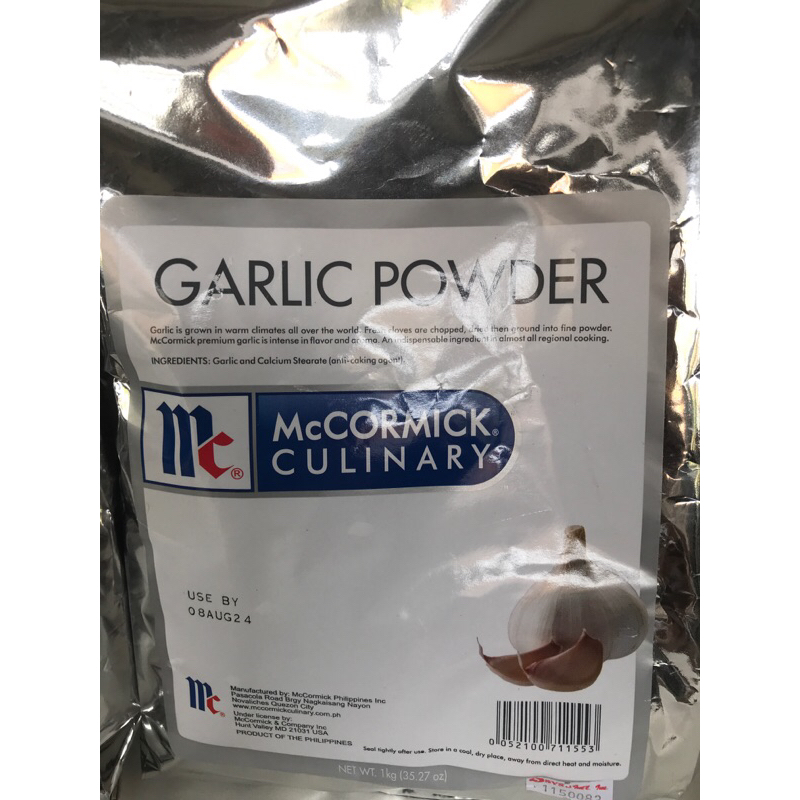 GARLIC POWDER
Garlic is grown in warm climates all over the world. Fresh cloves are chopped, dried then ground into fine powder.
McCormick premium garlic is intense in flavor and aroma. An indispensable ingredient in almost all regional cooking.
INGREDIENTS: Garlic and Calcium Stearate (anti-caking agent).
Mc®
McCORMICK®
CULINARY
USE BY
08AUG24
Mc®
Manufactured by: McCormick Philippines Inc
Pasacola Road Brgy Nagkaisang Nayon
Novaliches Quezon City
www.mccormickculinary.com.ph
Under license by:
McCormick & Company Inc
Hunt Valley MD 21031 USA
PRODUCT OF THE PHILIPPINES
0 052100 711553
Seal tightly after use. Store in a cool, dry place, away from direct heat and moisture.
NET WT. 1kg (35.27 oz)